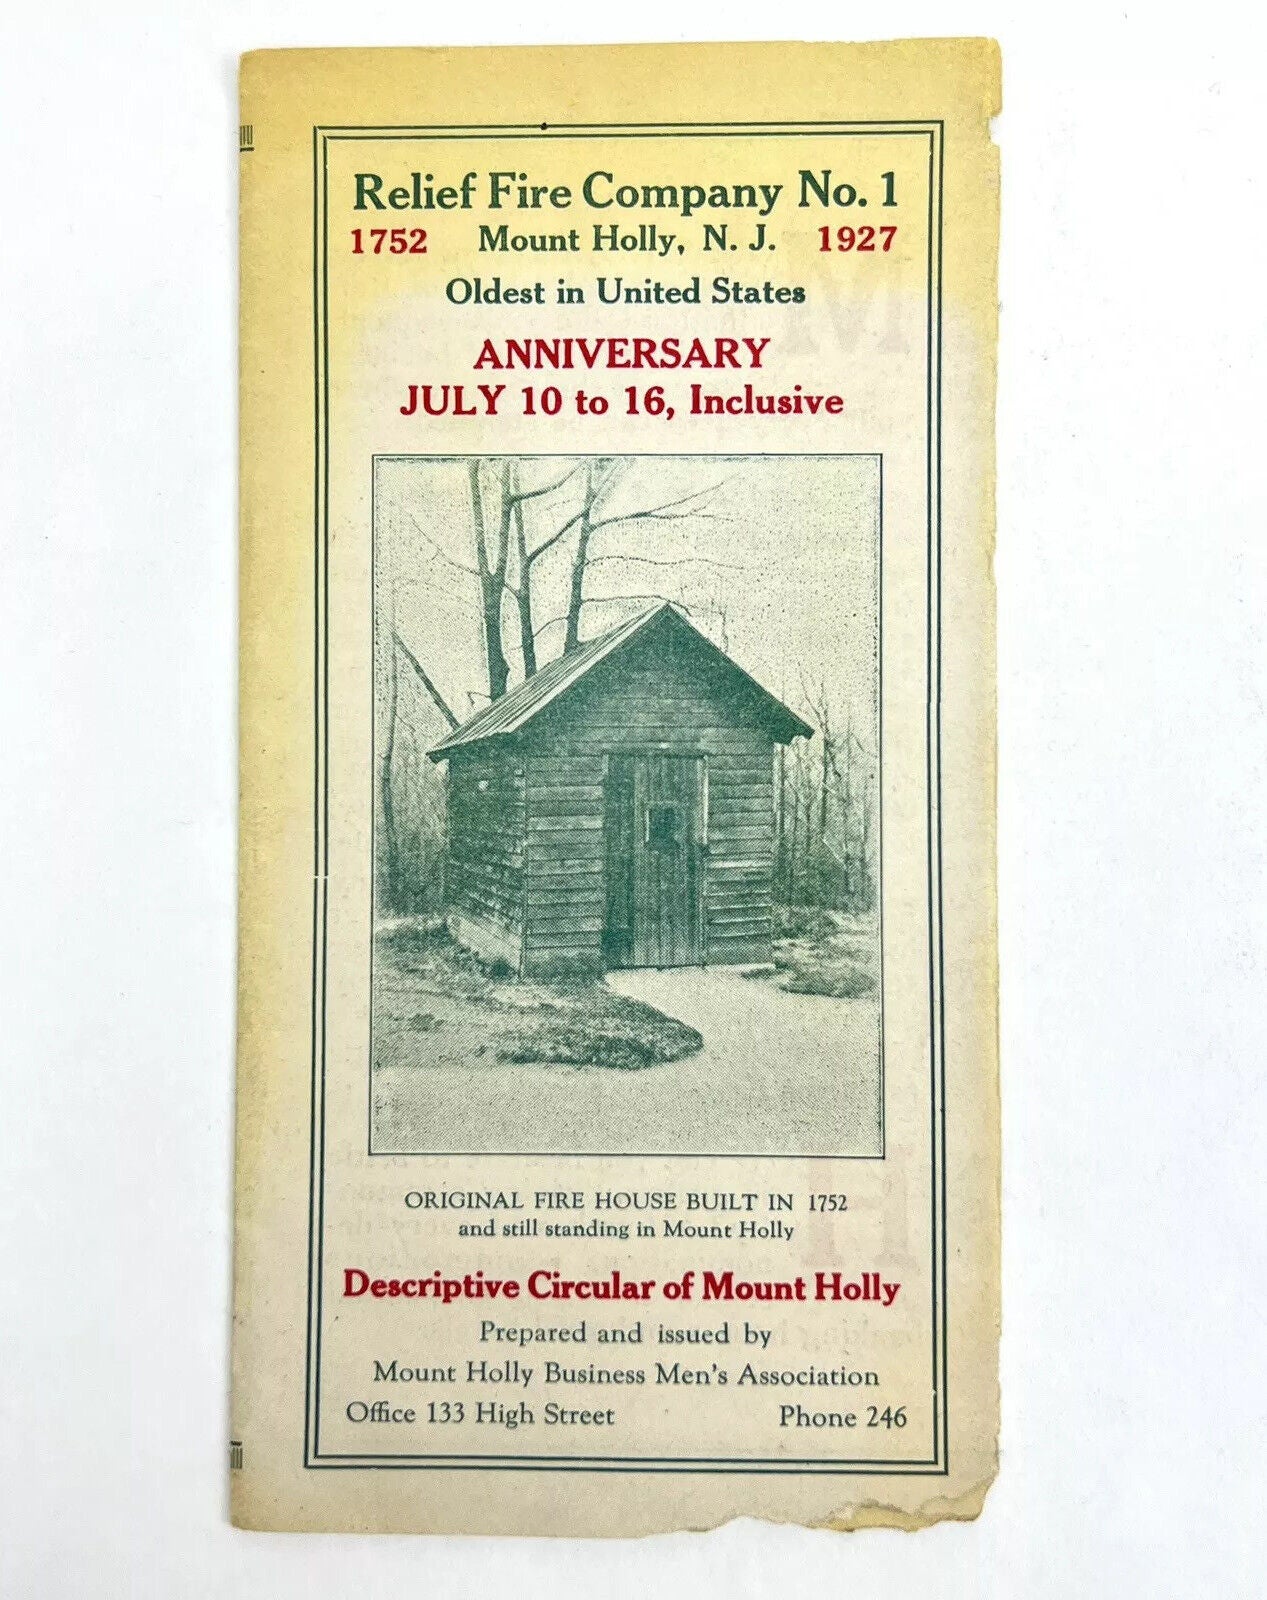 Relief Fire Company No. 1
1752 Mount Holly, N. J. 1927
Oldest in United States
ANNIVERSARY
JULY 10 to 16, Inclusive
ORIGINAL FIRE HOUSE BUILT IN 1752
and still standing in Mount Holly
Descriptive Circular of Mount Holly
Prepared and issued by
Mount Holly Business Men's Association
Office 133 High Street Phone 246